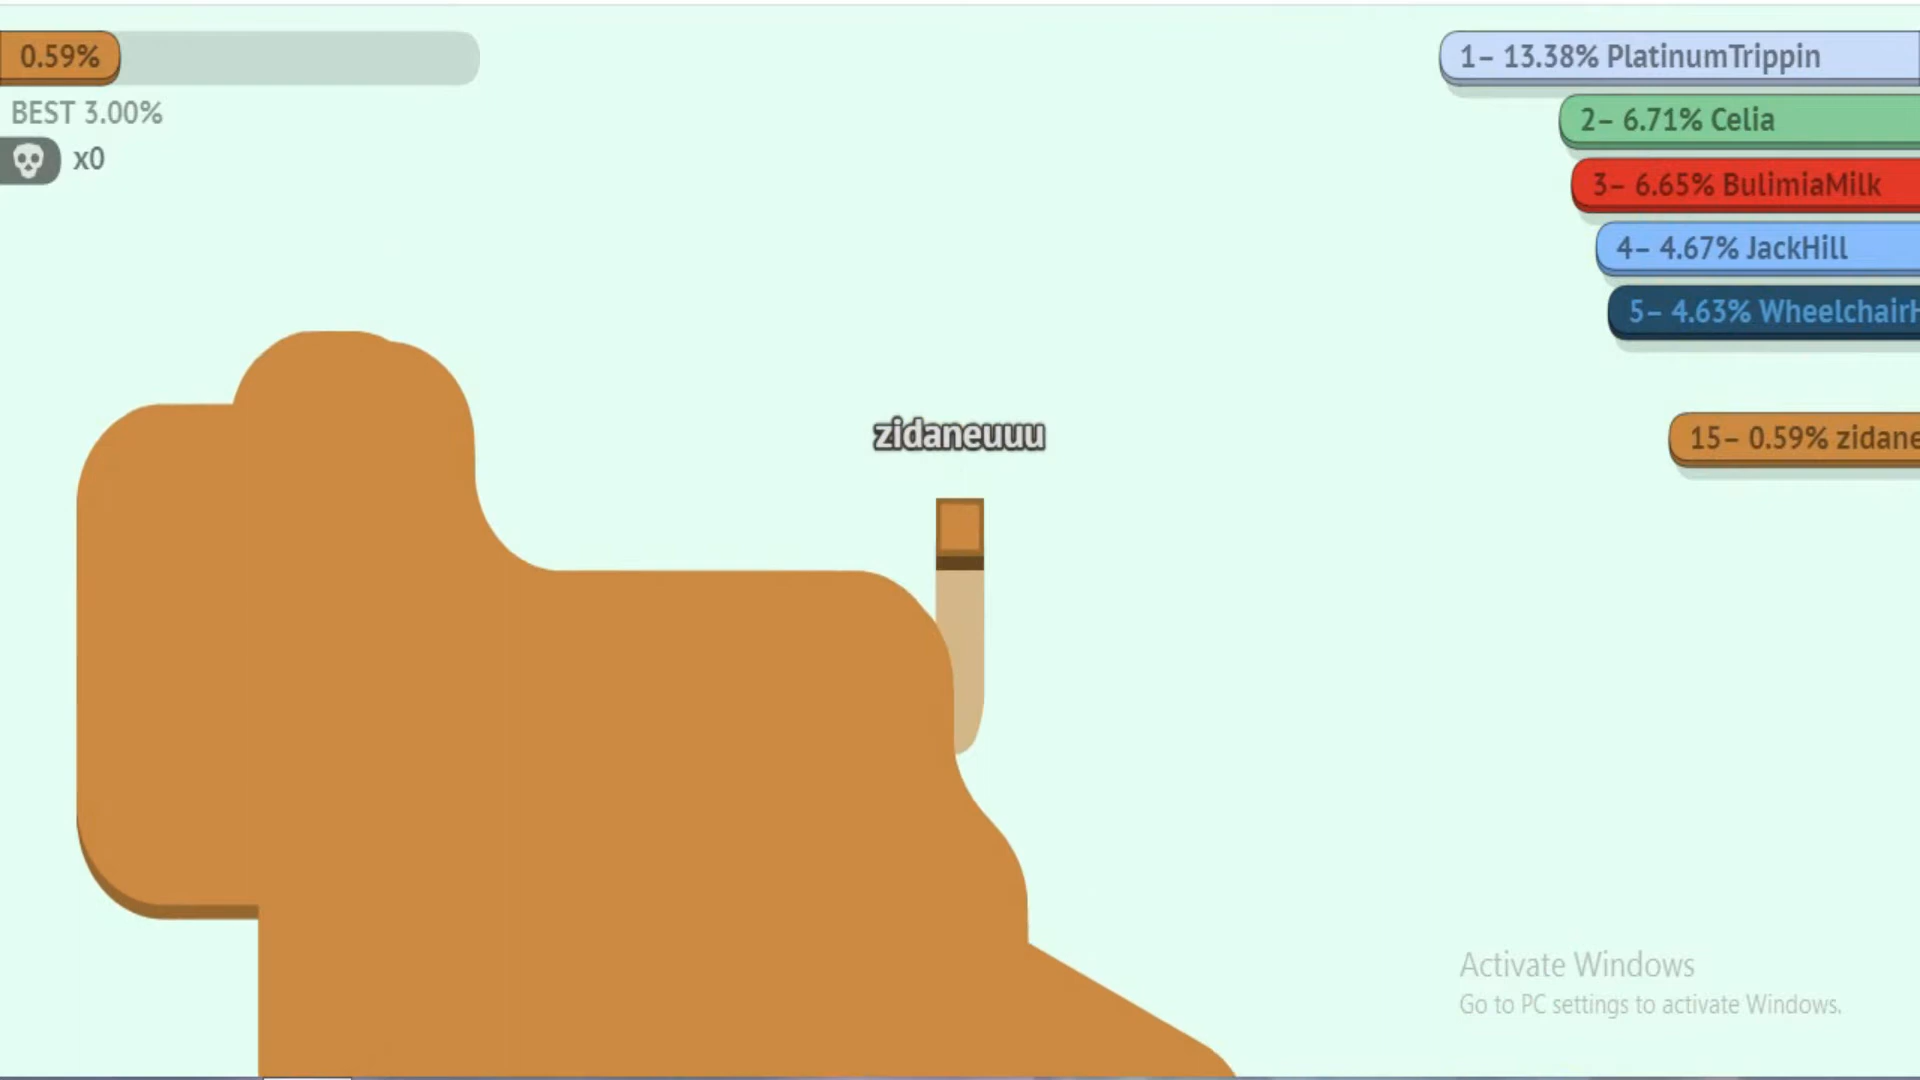 0.59%
BEST 3.00%
x0
1- 13.38% PlatinumTrippin
2- 6.71% Celia
3- 6.65% BulimiaMilk
4- 4.67% JackHill
5- 4.63% WheelchairH
15- 0.59% zidane
zidaneuuu
Activate Windows
Go to PC settings to activate Windows.